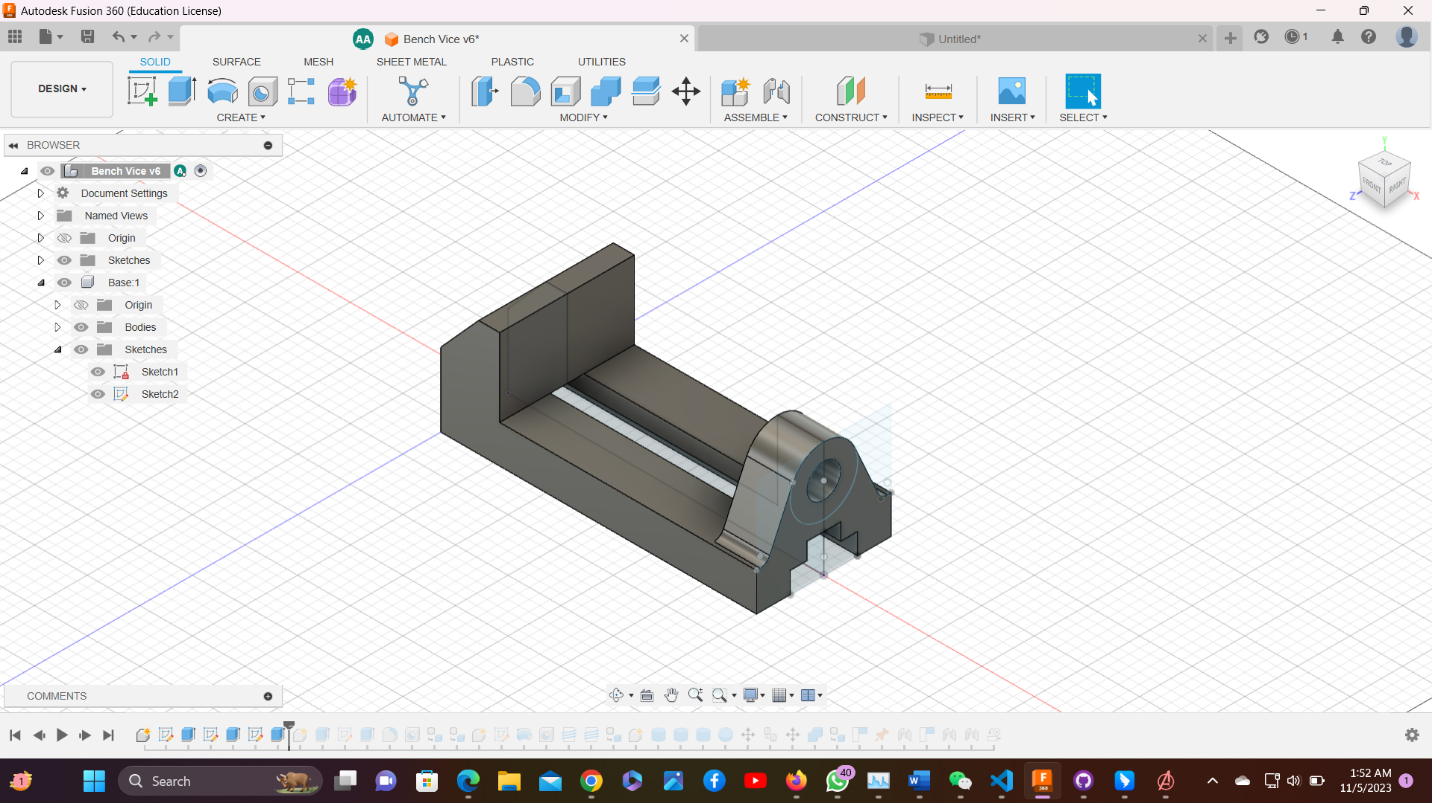 Autodesk Fusion 360 (Education License)
AA Bench Vice v6* Untitled* 1
SOLID SURFACE MESH SHEET METAL PLASTIC UTILITIES
DESIGN
CREATE AUTOMATE MODIFY ASSEMBLE CONSTRUCT INSPECT INSERT SELECT
BROWSER
Bench Vice v6
Document Settings
Named Views
Origin
Sketches
Base:1
Origin
Bodies
Sketches
Sketch1
Sketch2
Y
TOP
FRONT RIGHT
Z X
COMMENTS
1 Search 40 1:52 AM
11/5/2023 1